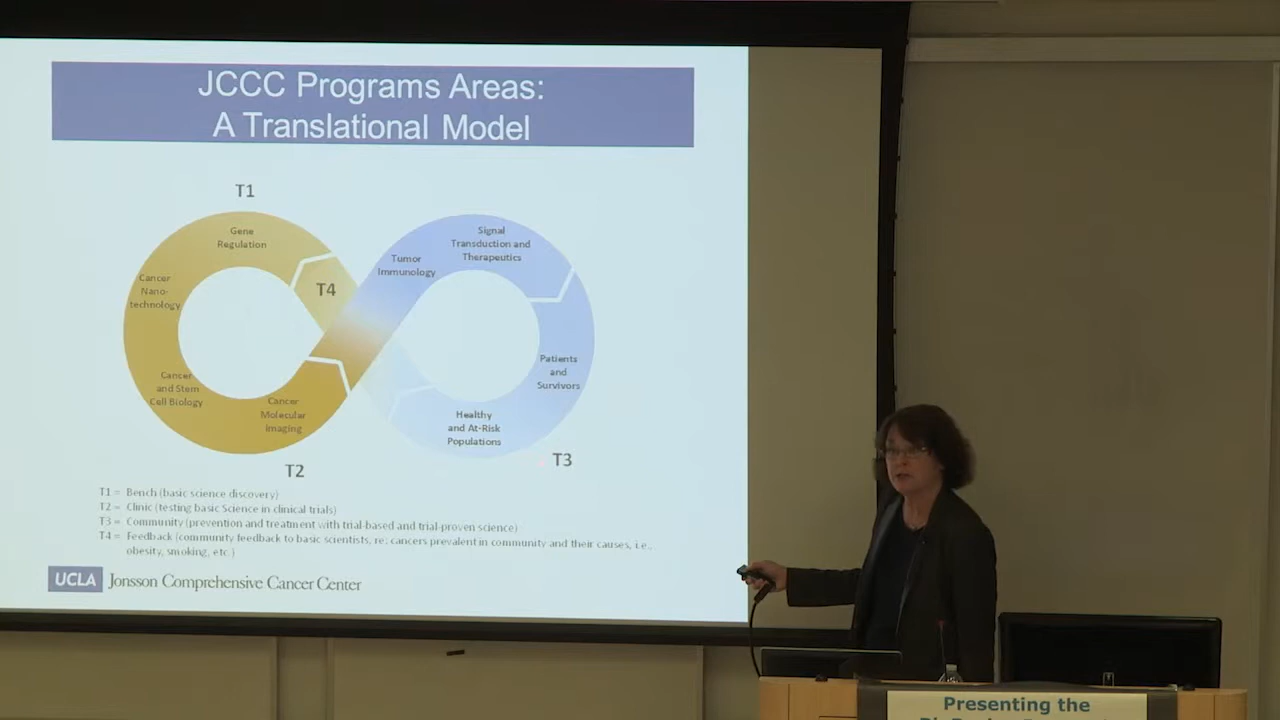 JCCC Programs Areas:
A Translational Model
T1
Gene
Regulation
Cancer
Nano-
technology
Cancer
and Stem
Cell Biology
Cancer
Molecular
Imaging
T2
T4
Tumor
Immunology
Signal
Transduction and
Therapeutics
Patients
and
Survivors
Healthy
and At-Risk
Populations
T3
T1 = Bench (basic science discovery)
T2 = Clinic (testing basic Science in clinical trials)
T3 = Community (prevention and treatment with trial-based and trial-proven science)
T4 = Feedback (community feedback to basic scientists, re: cancers prevalent in community and their causes, i.e.,
obesity, smoking, etc.)
UCLA Jonsson Comprehensive Cancer Center
Presenting the